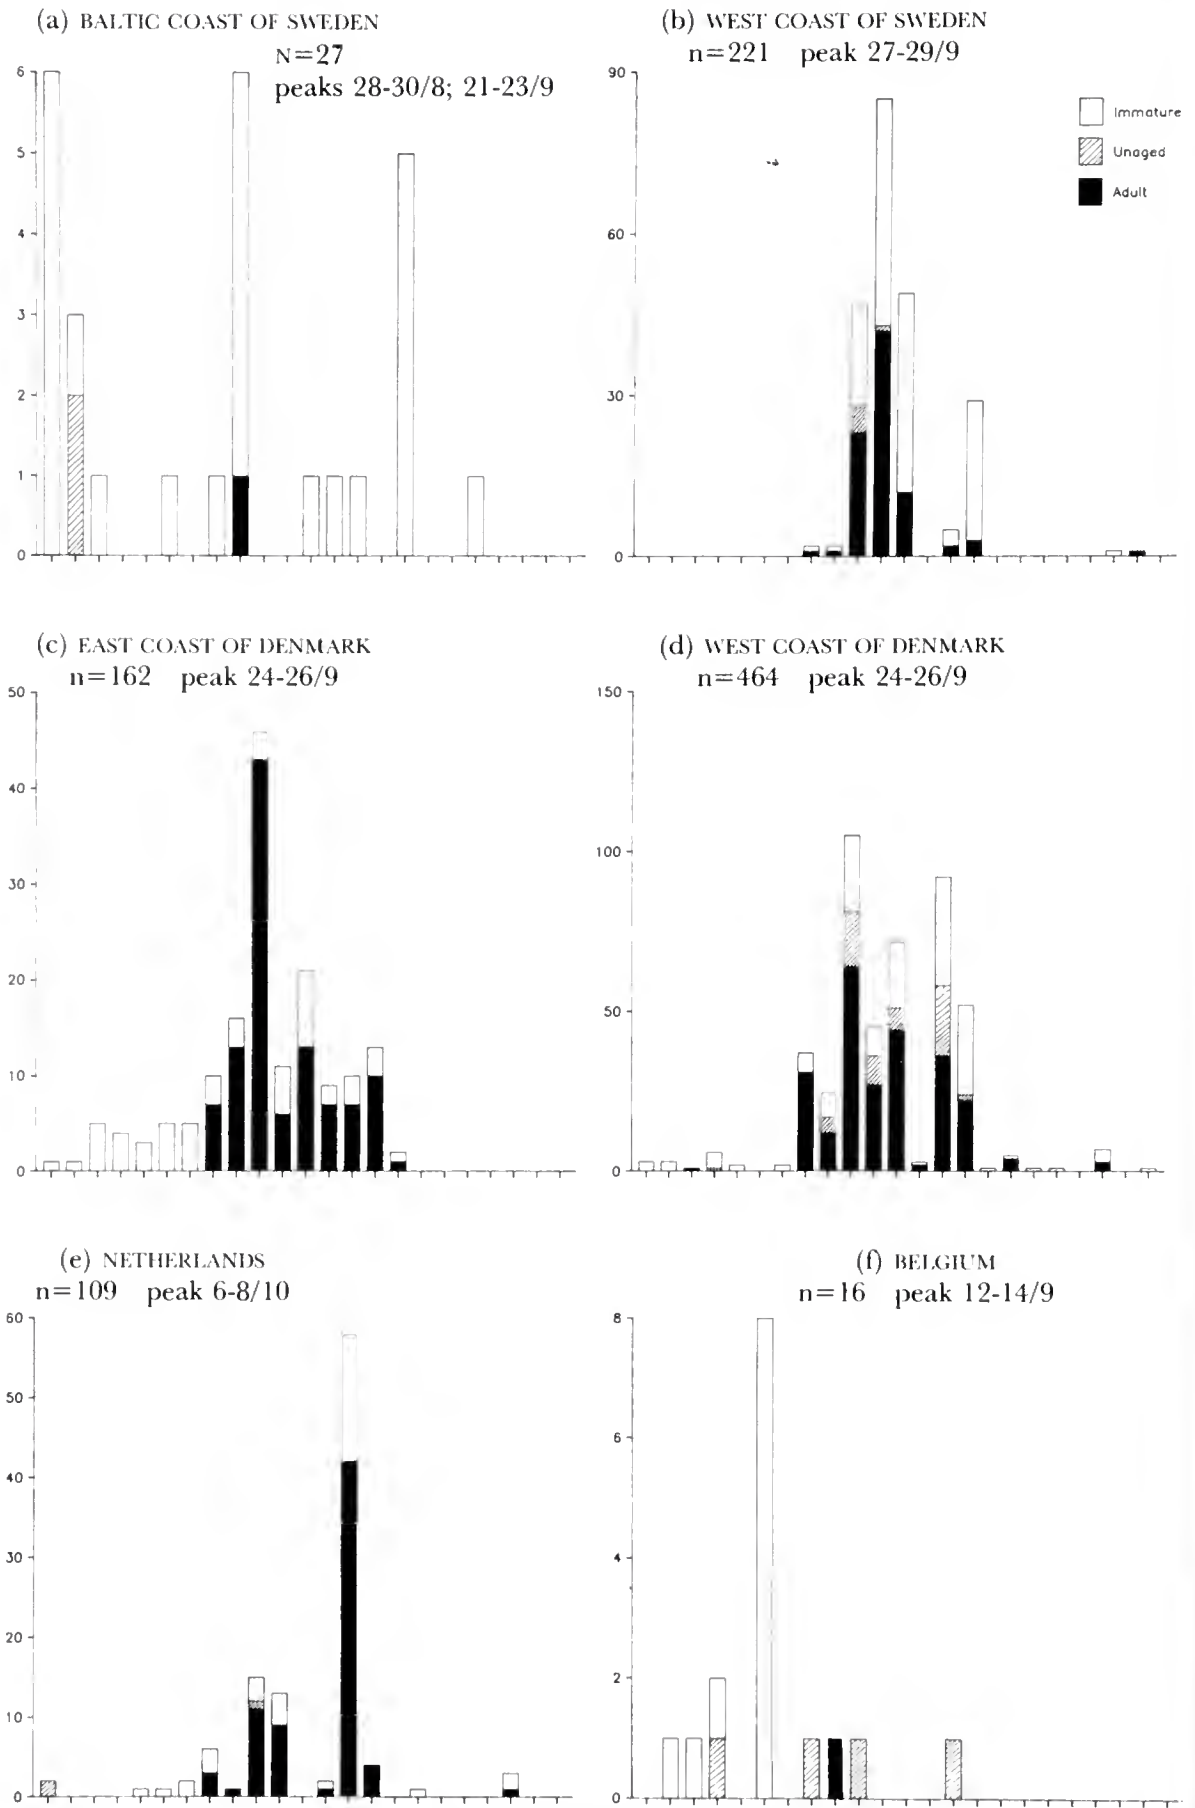 (a) BALTIC COAST OF SWEDEN
N=27
peaks 28-30/8; 21-23/9
6
5
4
3
2
1
0
(b) WEST COAST OF SWEDEN
n=221 peak 27-29/9
90
60
30
0
Immature
Unaged
Adult
(c) EAST COAST OF DENMARK
n=162 peak 24-26/9
50
40
30
20
10
0
(d) WEST COAST OF DENMARK
n=464 peak 24-26/9
150
100
50
0
(e) NETHERLANDS
n=109 peak 6-8/10
60
50
40
30
20
10
0
(f) BELGIUM
n=16 peak 12-14/9
8
6
4
2
0